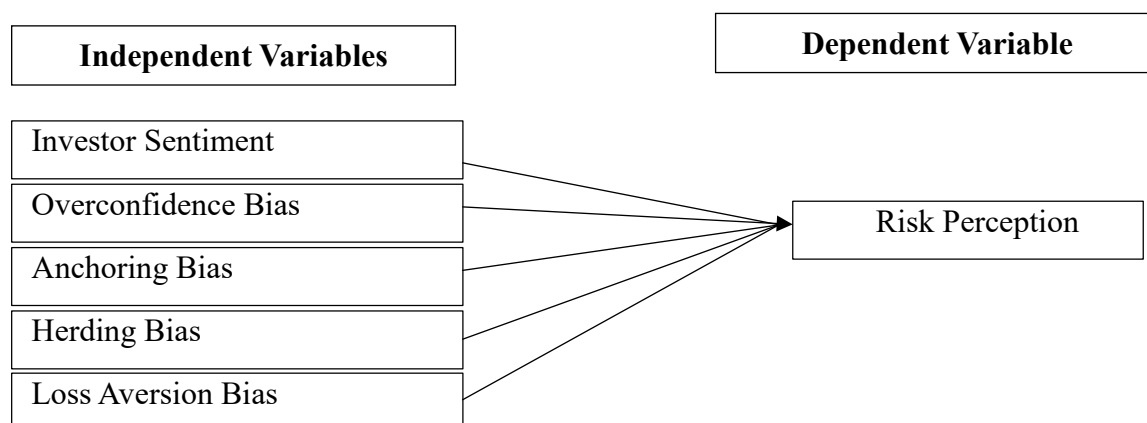 Independent Variables
Dependent Variable
Investor Sentiment
Overconfidence Bias
Anchoring Bias
Herding Bias
Loss Aversion Bias
Risk Perception